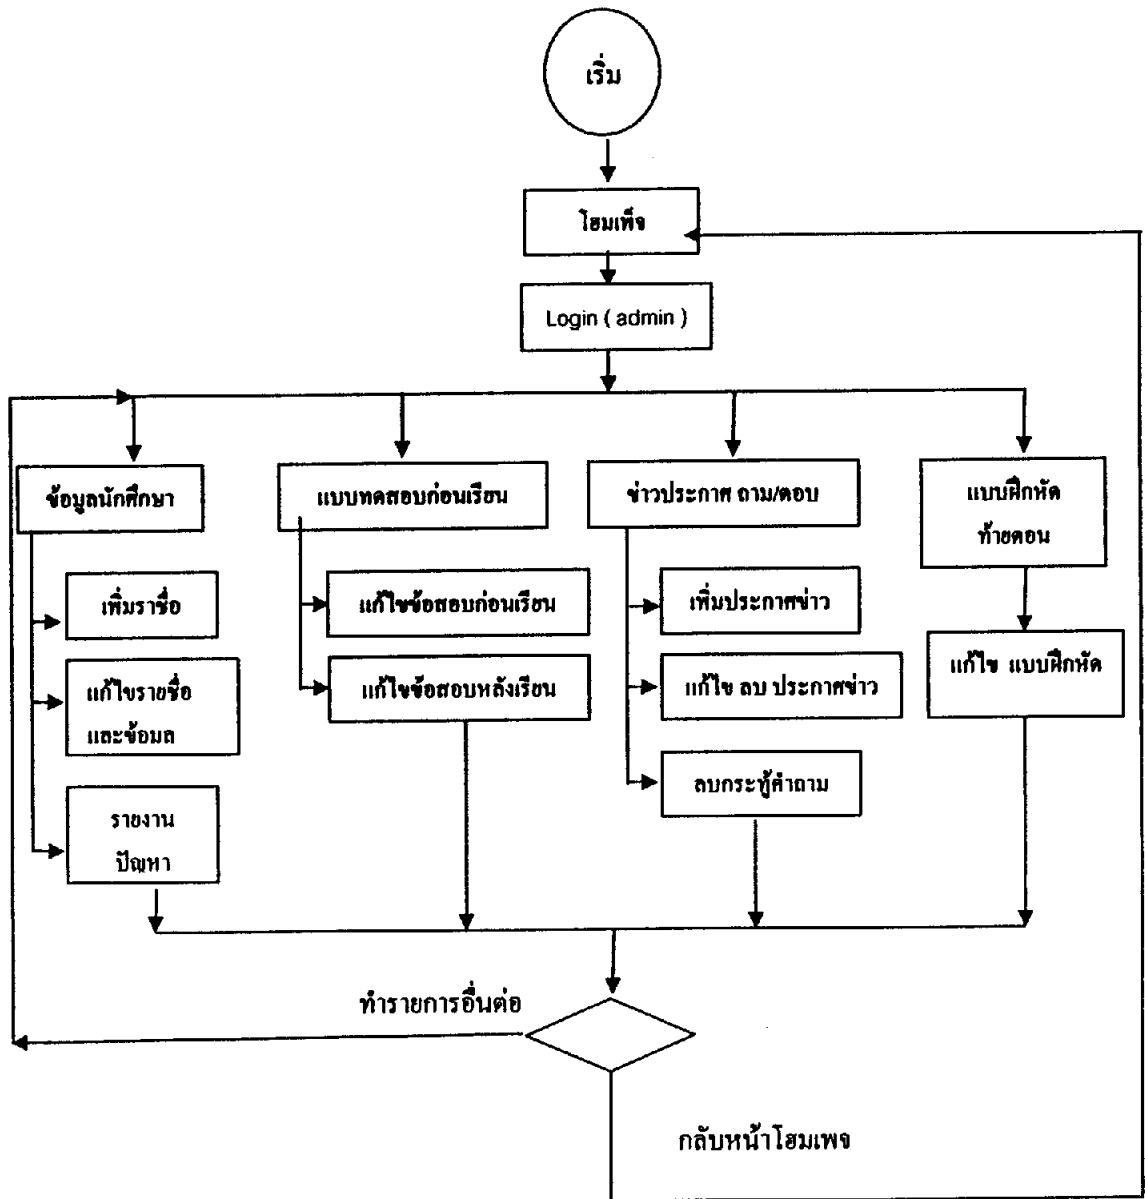 เริ่ม
โฮมเพ็จ
Login ( admin )
ข้อมูลนักศึกษา
แบบทดสอบก่อนเรียน
ข่าวประกาศ ถาม/ตอบ
แบบฝึกหัด
ท้ายตอน
เพิ่มราชื่อ
แก้ไขข้อสอบก่อนเรียน
เพิ่มประกาศข่าว
แก้ไข แบบฝึกหัด
แก้ไขรายชื่อ
และข้อมล
แก้ไขข้อสอบหลังเรียน
แก้ไข ลบ ประกาศข่าว
รายงาน
ปัญหา
ลบกระทู้คำถาม
ทำรายการอื่นต่อ
กลับหน้าโฮมเพจ